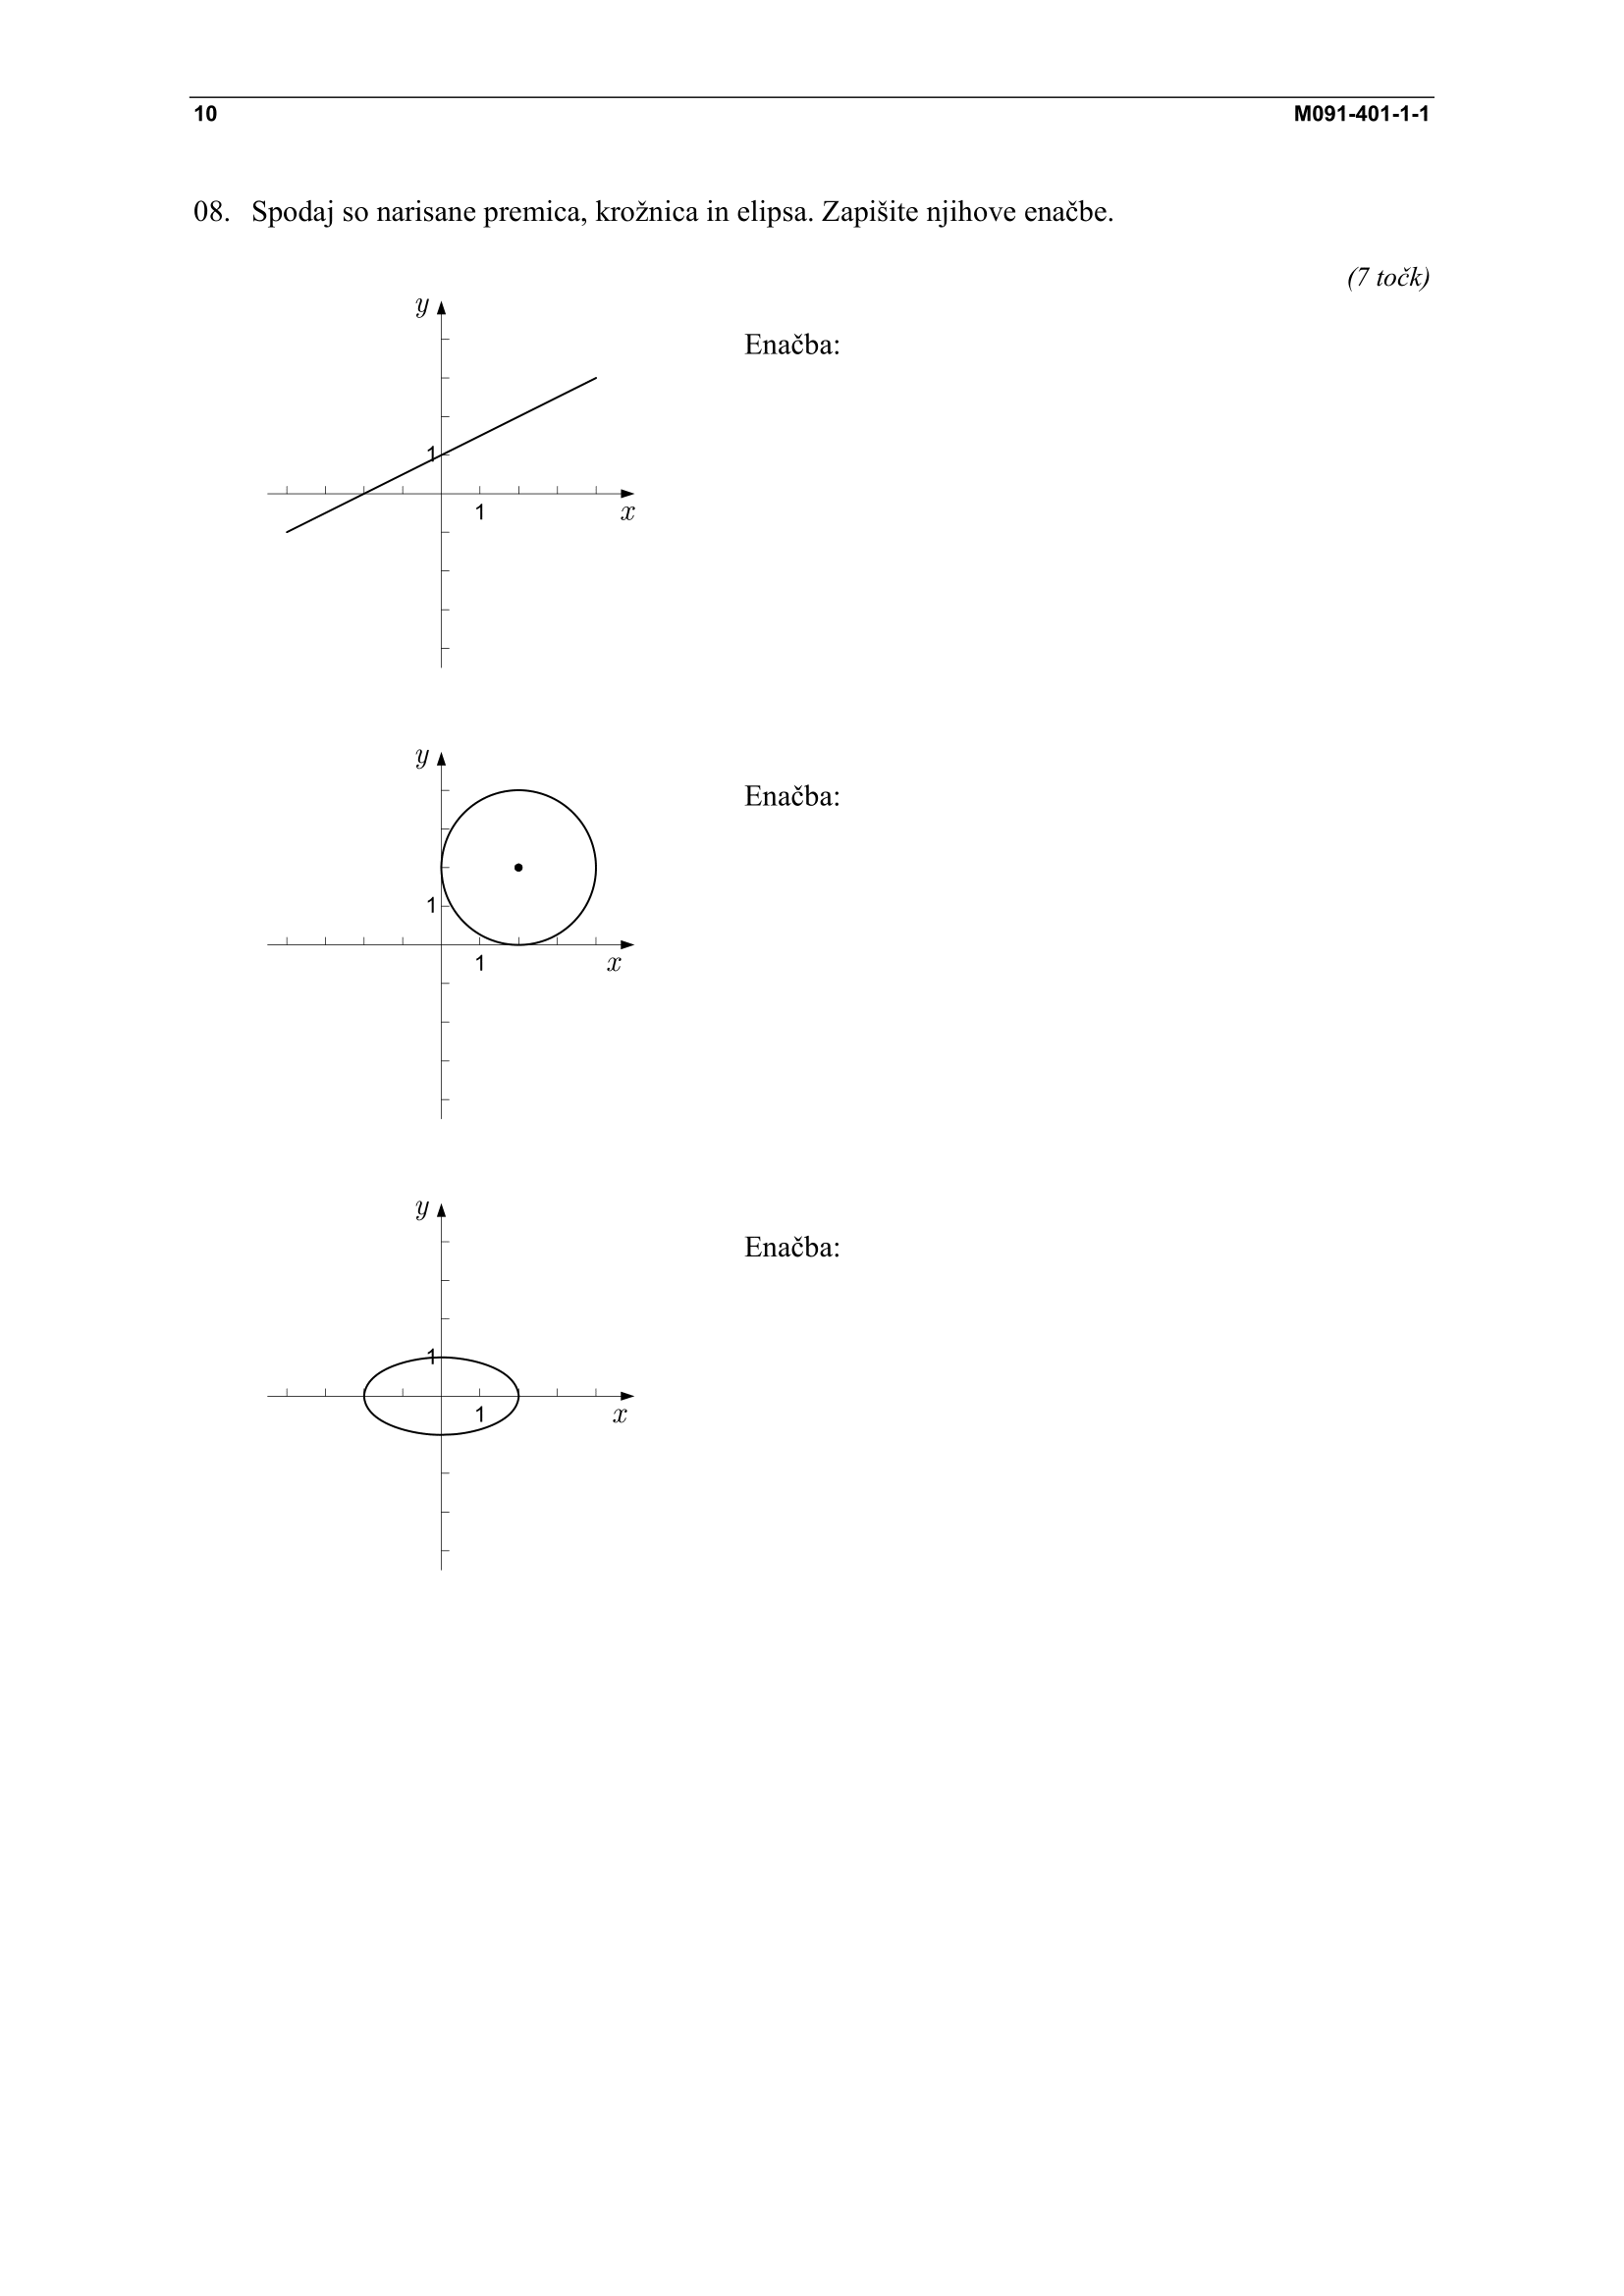 10 M091-401-1-1
08. Spodaj so narisane premica, krožnica in elipsa. Zapišite njihove enačbe.
(7 točk)
y
Enačba:
1
1
x
y
Enačba:
1
1
x
y
Enačba:
1
1
x